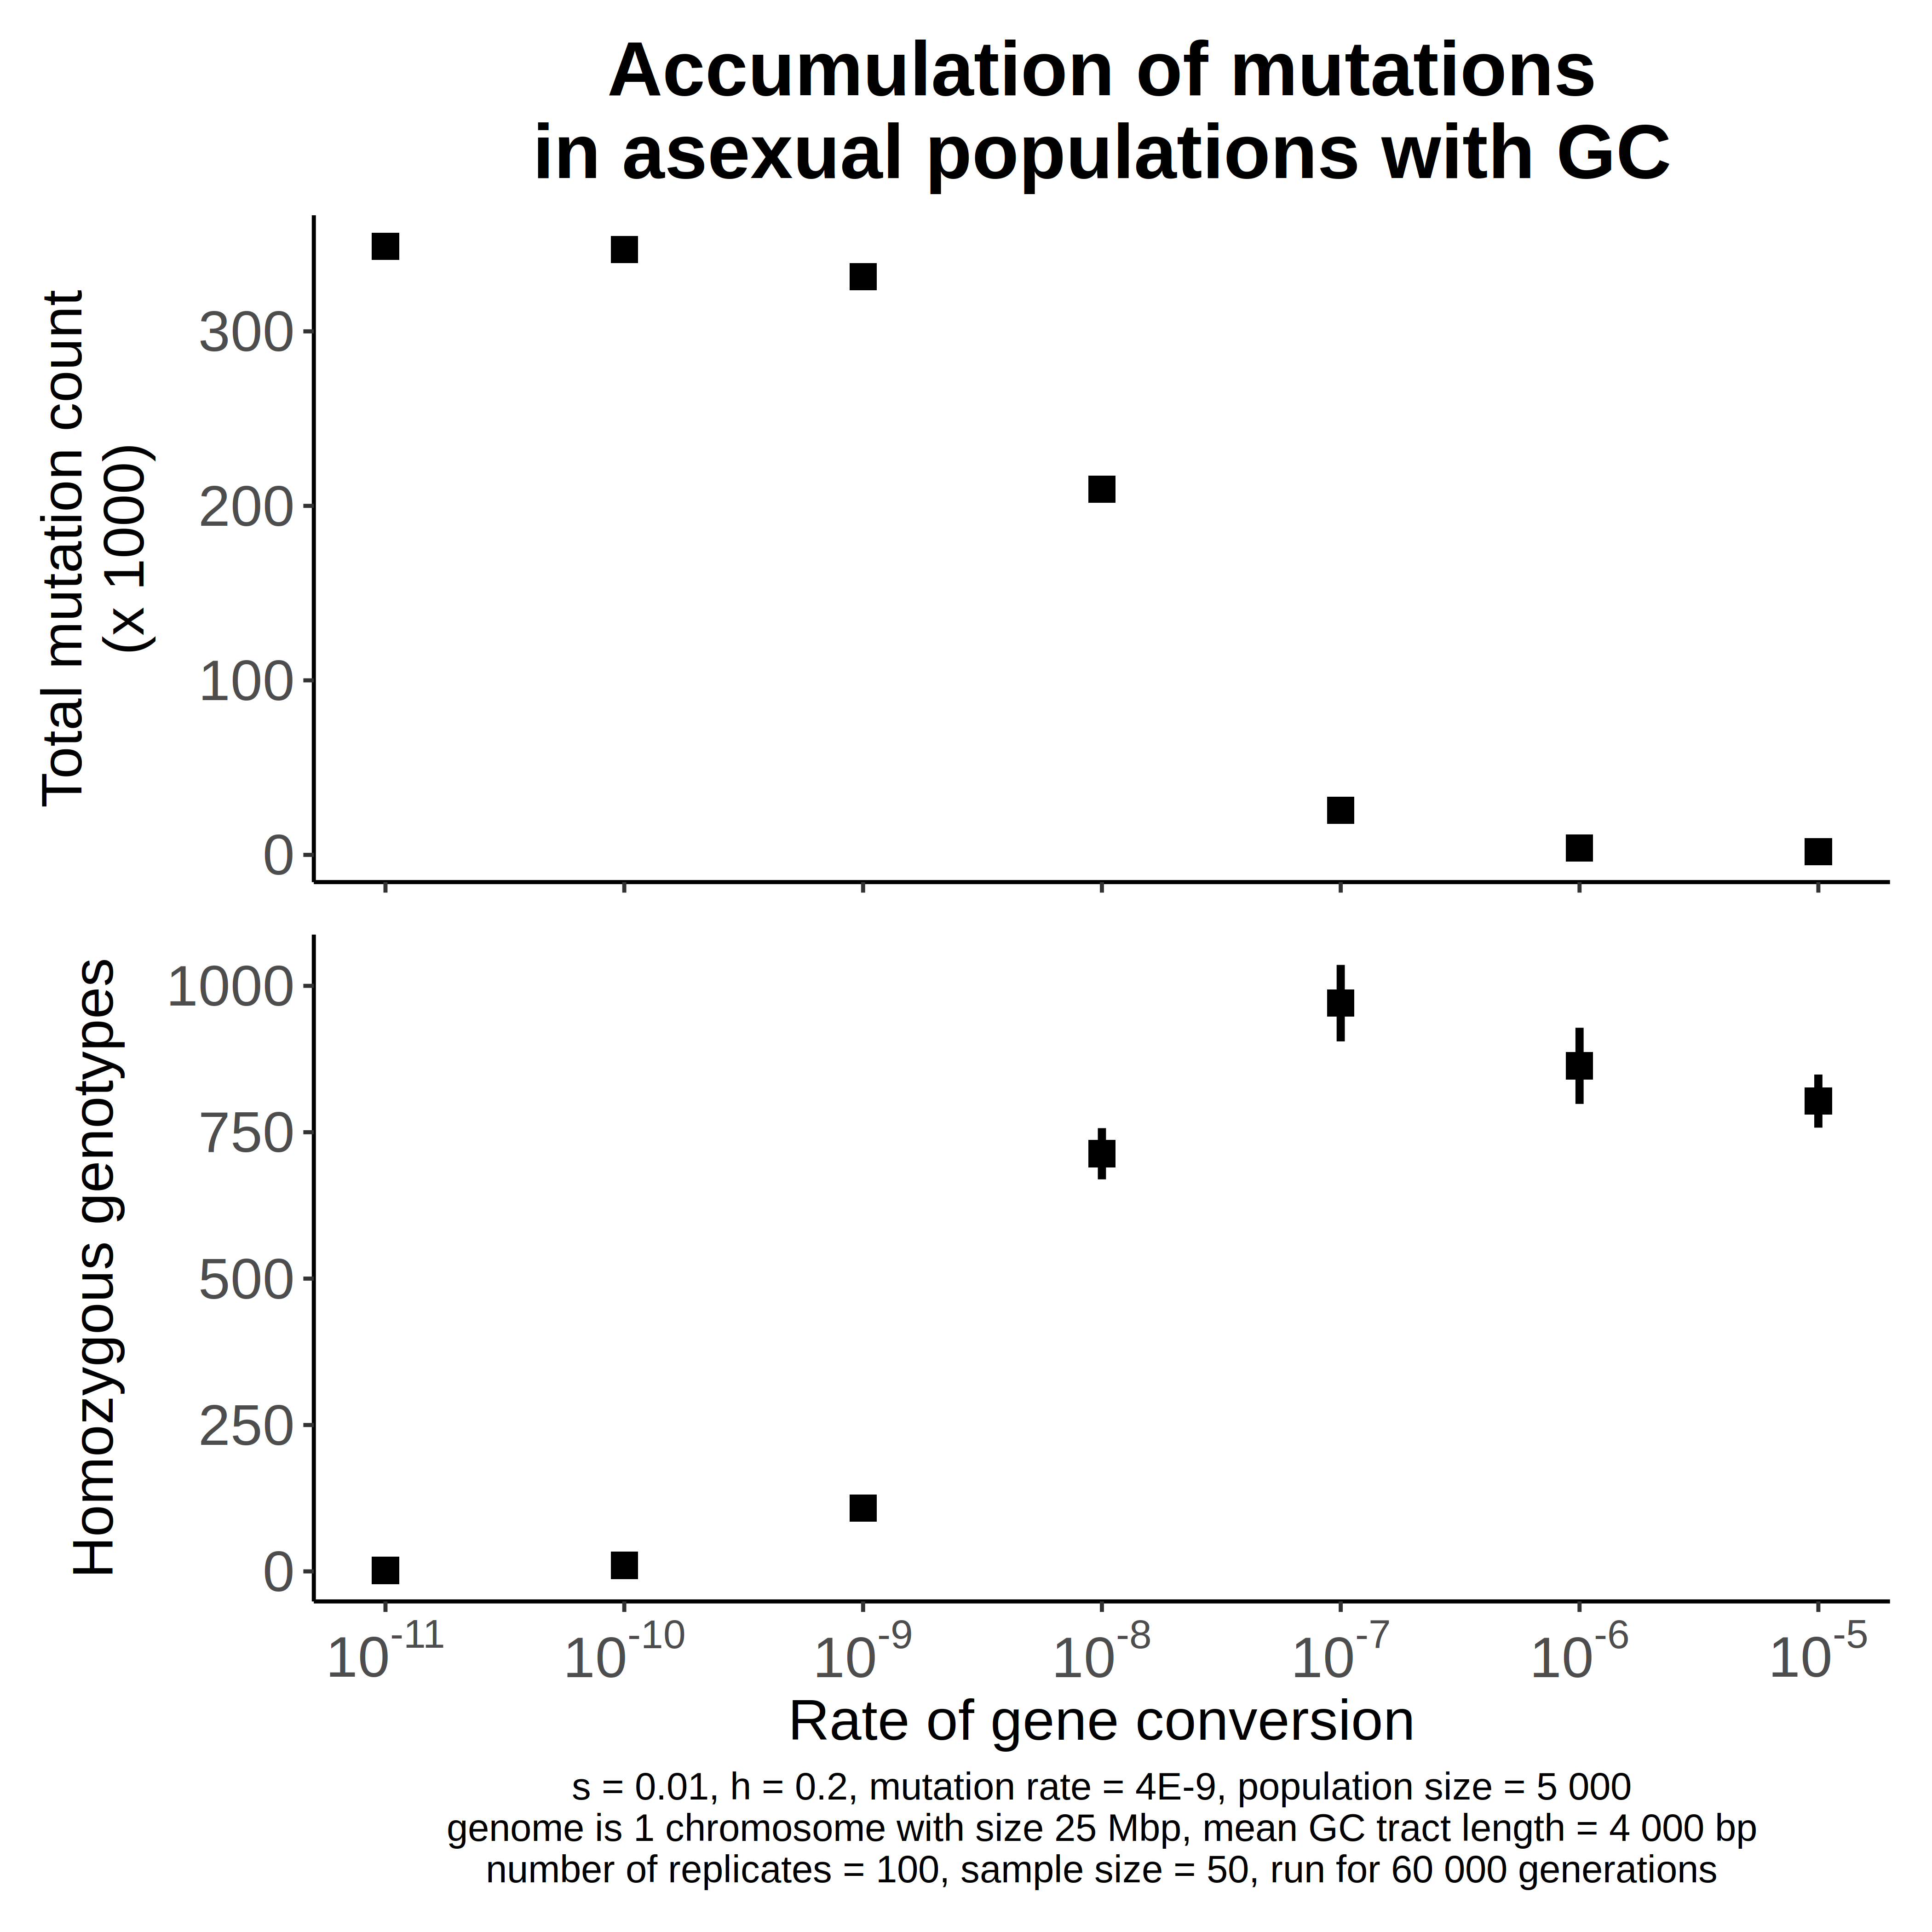 Accumulation of mutations
in asexual populations with GC
Total mutation count
(x 1000)
300
200
100
0
Homozygous genotypes
1000
750
500
250
0
10^-11 10^-10 10^-9 10^-8 10^-7 10^-6 10^-5
Rate of gene conversion
s = 0.01, h = 0.2, mutation rate = 4E-9, population size = 5 000
genome is 1 chromosome with size 25 Mbp, mean GC tract length = 4 000 bp
number of replicates = 100, sample size = 50, run for 60 000 generations